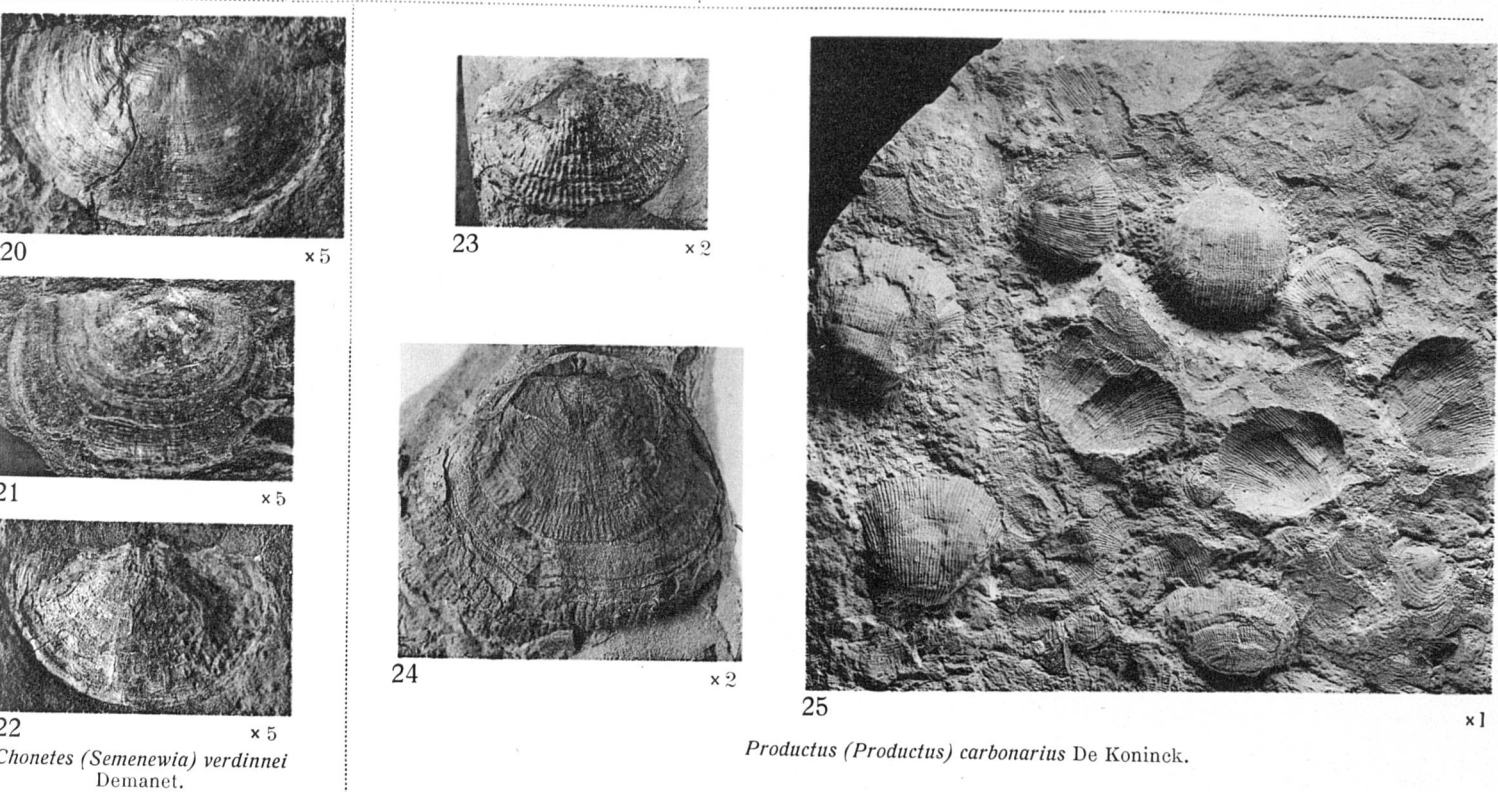 20 ×5
21 ×5
22 ×5
Chonetes (Semenewia) verdinnei
Demanet.
23 ×2
24 ×2
25 ×1
Productus (Productus) carbonarius De Koninck.